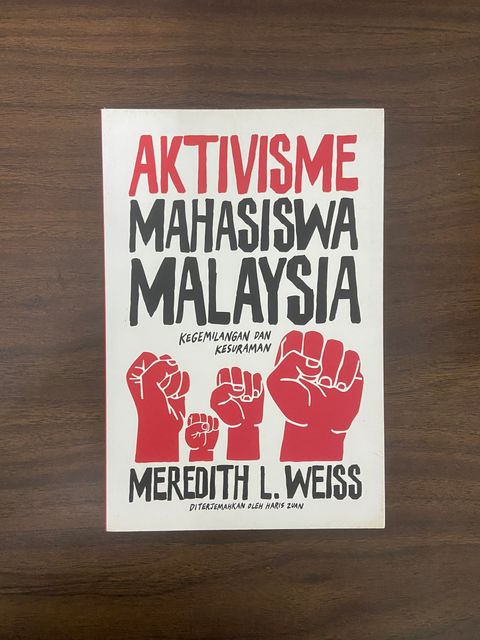 AKTIVISME
MAHASISWA
MALAYSIA
KEGEMILANGAN DAN
KESURAMAN
MEREDITH L. WEISS
DITERJEMAHKAN OLEH HARIS ZUAN